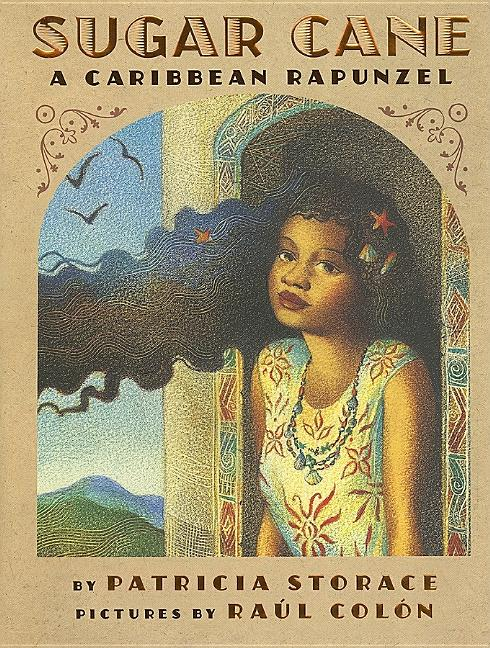 SUGAR CANE
A CARIBBEAN RAPUNZEL
BY PATRICIA STORACE
PICTURES BY RAÚL COLÓN